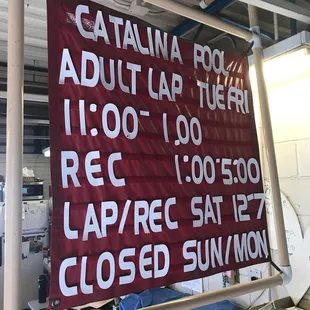 CATALINA POOL
ADULT LAP TUE FRI
11:00 - 1:00
REC 1:00-5:00
LAP/REC SAT 12-7
CLOSED SUN/MON